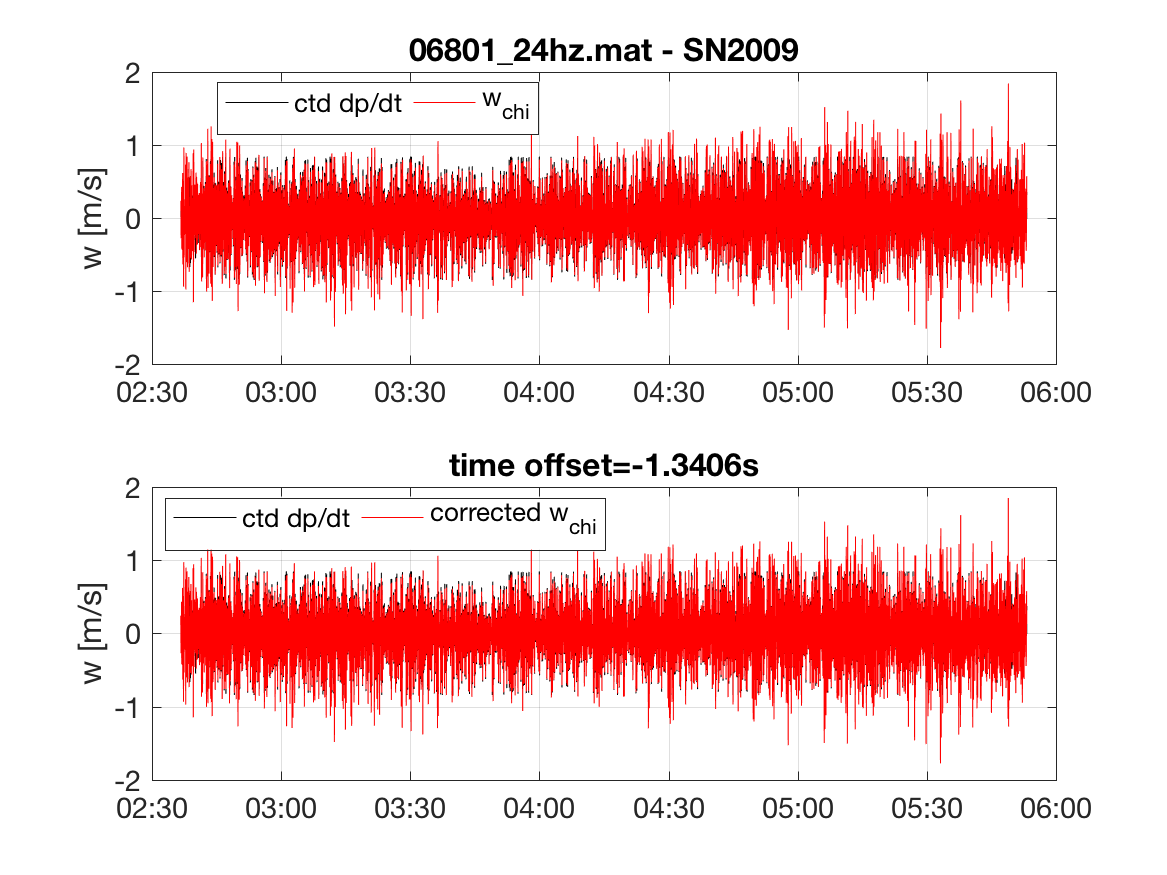 06801_24hz.mat - SN2009
ctd dp/dt w_chi
w [m/s]
2
1
0
-1
-2
02:30 03:00 03:30 04:00 04:30 05:00 05:30 06:00
time offset=-1.3406s
ctd dp/dt corrected w_chi
w [m/s]
2
1
0
-1
-2
02:30 03:00 03:30 04:00 04:30 05:00 05:30 06:00